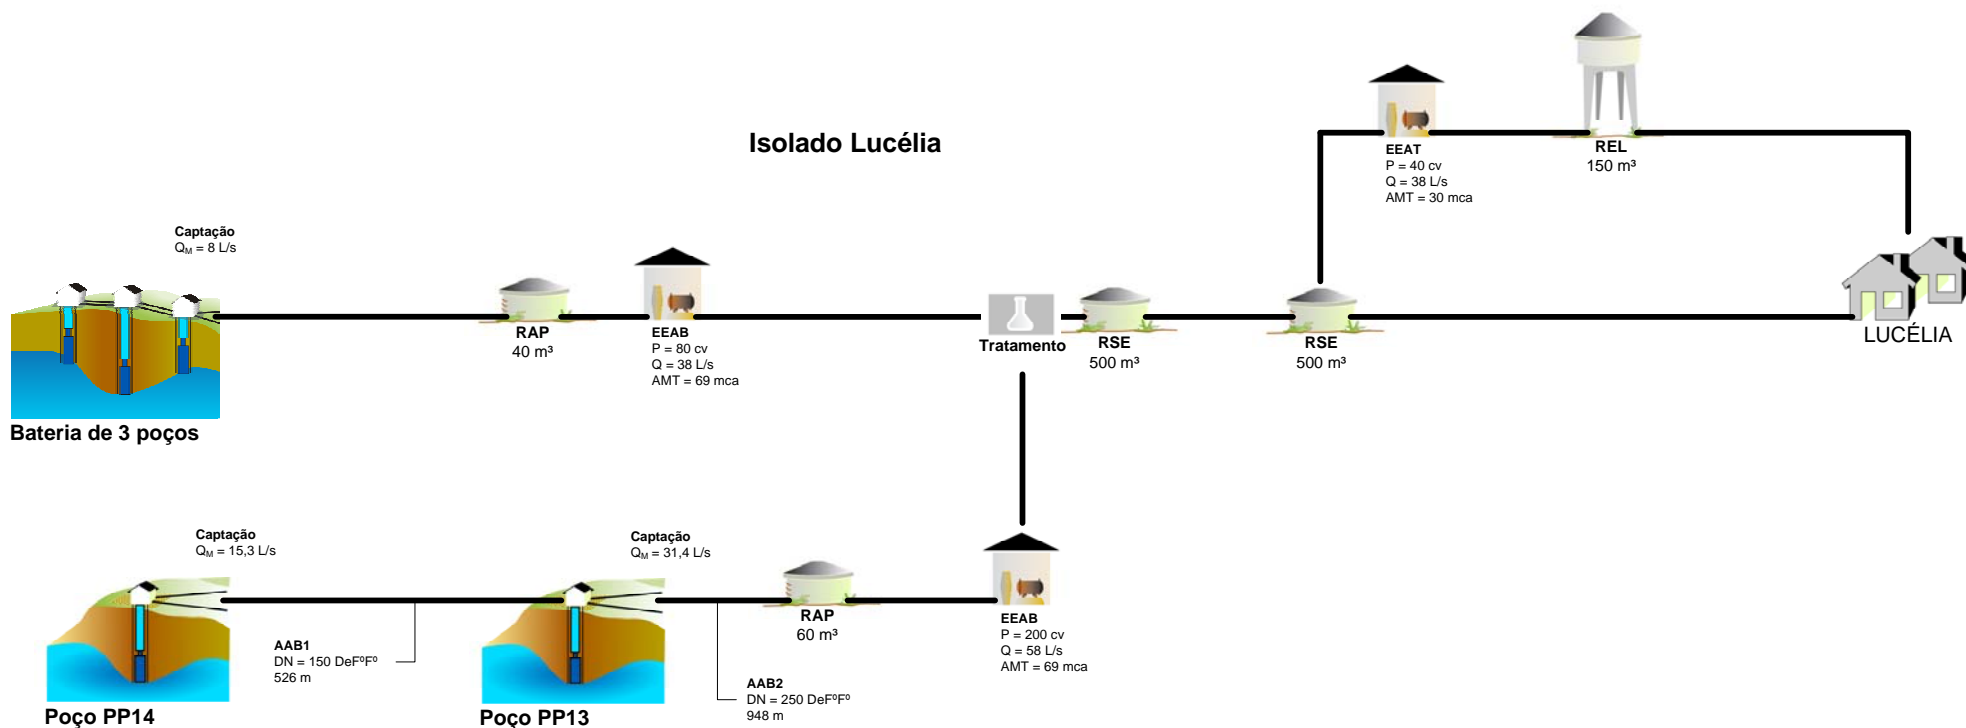 Isolado Lucélia
EEAT
P = 40 cv
Q = 38 L/s
AMT = 30 mca
REL
150 m³
Captação
QM = 8 L/s
Bateria de 3 poços
RAP
40 m³
EEAB
P = 80 cv
Q = 38 L/s
AMT = 69 mca
Tratamento
RSE
500 m³
RSE
500 m³
LUCÉLIA
Captação
QM = 15,3 L/s
Poço PP14
AAB1
DN = 150 DeFºFº
526 m
Captação
QM = 31,4 L/s
Poço PP13
AAB2
DN = 250 DeFºFº
948 m
RAP
60 m³
EEAB
P = 200 cv
Q = 58 L/s
AMT = 69 mca